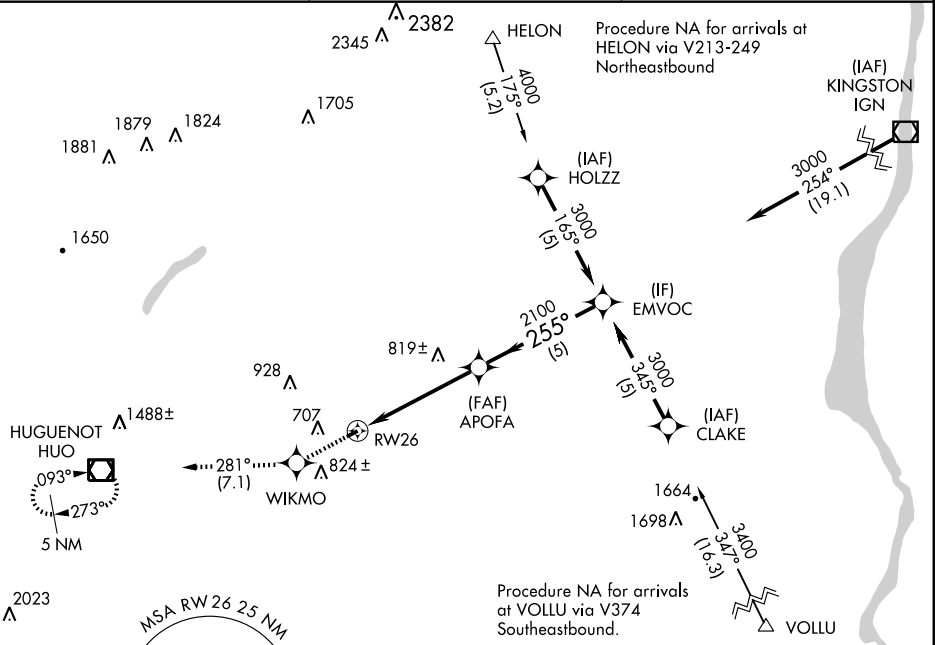 2382
2345
HELON
Procedure NA for arrivals at
HELON via V213-249
Northeastbound
4000
175°
(5.2)
(IAF)
KINGSTON
IGN
1705
1879
1824
1881
(IAF)
HOLZZ
3000
254°
(19.1)
3000
165°
(5)
1650
(IF)
EMVOC
2100
255°
(5)
819±
928
(FAF)
APOFA
3000
345°
(5)
(IAF)
CLAKE
1488±
707
RW26
HUGUENOT
HUO
093°
273°
5 NM
281°
(7.1)
824 ±
WIKMO
1664
1698
3400
347°
(16.3)
2023
MSA RW 26 25 NM
Procedure NA for arrivals
at VOLLU via V374
Southeastbound.
VOLLU